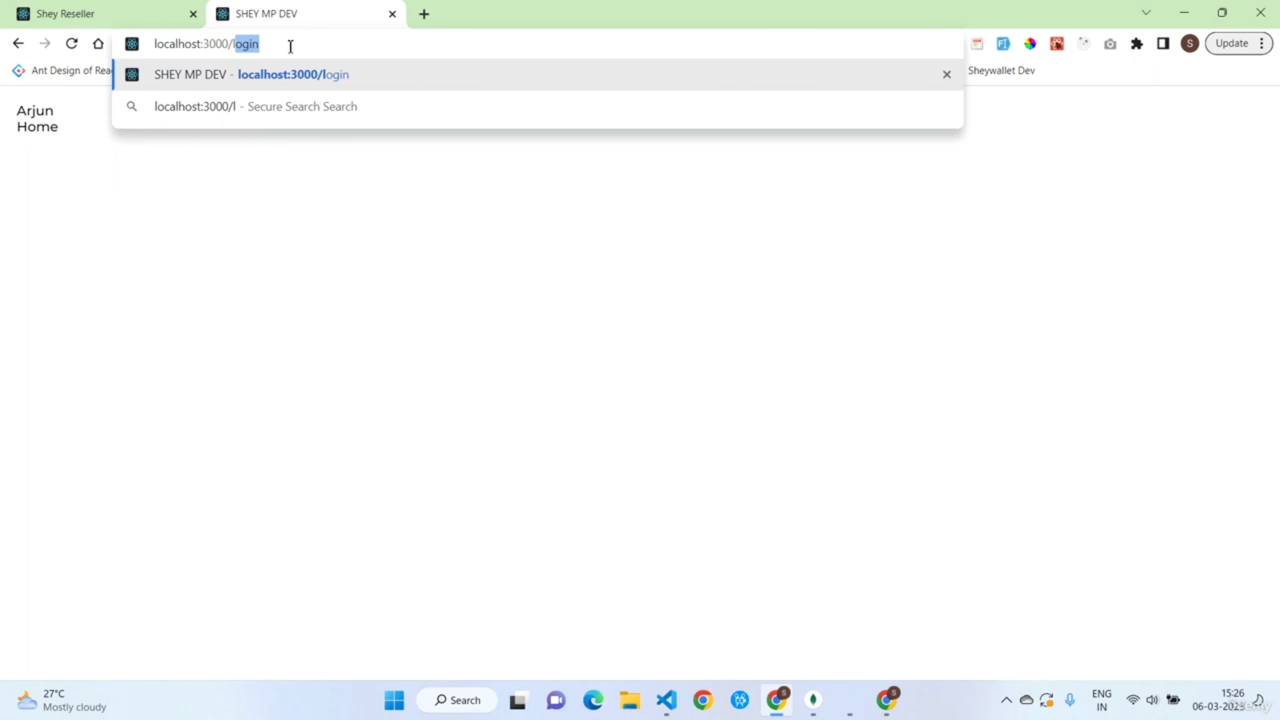 Shey Reseller
SHEY MP DEV
localhost:3000/login
Update
SHEY MP DEV - localhost:3000/login
localhost:3000/l - Secure Search Search
Ant Design of Rea
Sheywallet Dev
Arjun
Home
27°C
Mostly cloudy
Search
ENG
IN
15:26
06-03-2023